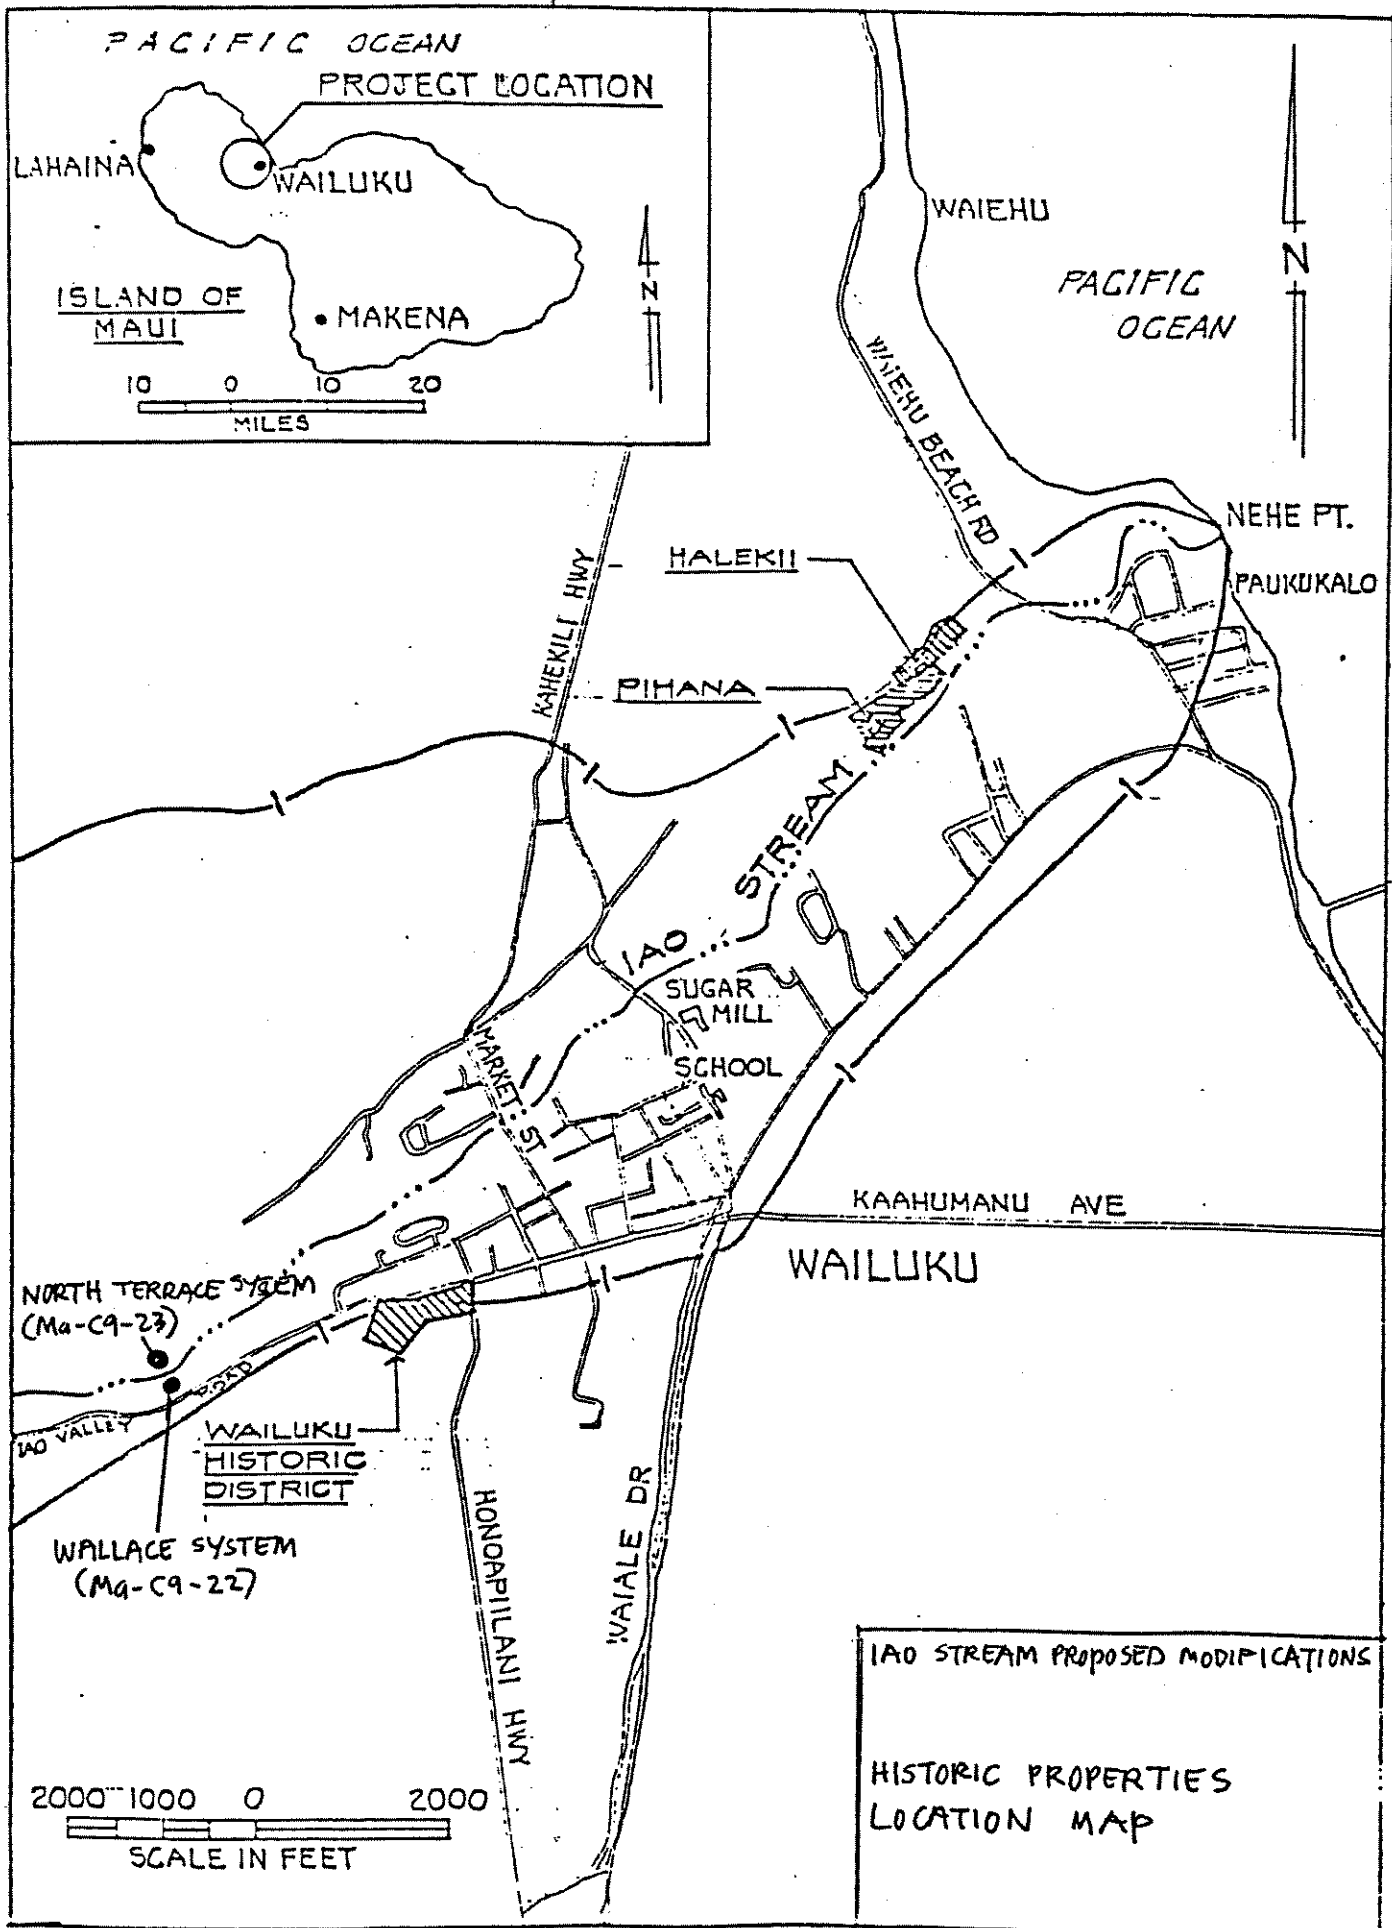 PACIFIC OCEAN
PROJECT LOCATION
LAHAINA
WAILUKU
ISLAND OF
MAUI
MAKENA
N
10 0 10 20
MILES
WAIEHU
PACIFIC
OCEAN
N
WAIEHU BEACH RD
NEHE PT.
PAUKUKALO
HALEKII
KAHEKILI HWY
PIHANA
IAO STREAM
SUGAR
MILL
SCHOOL
MARKET ST
KAAHUMANU AVE
WAILUKU
NORTH TERRACE SYSTEM
(Ma-C9-23)
IAO VALLEY ROAD
WAILUKU
HISTORIC
DISTRICT
WALLACE SYSTEM
(Ma-C9-22)
HONOAPIILANI HWY
WAIALE DR
2000 1000 0 2000
SCALE IN FEET
IAO STREAM PROPOSED MODIFICATIONS
HISTORIC PROPERTIES
LOCATION MAP